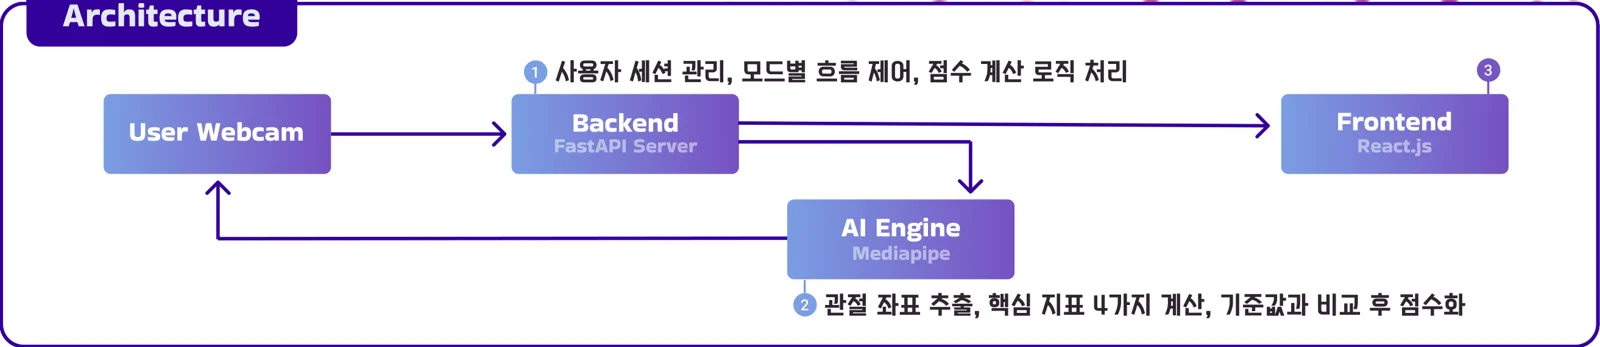 Architecture
1 사용자 세션 관리, 모드별 흐름 제어, 점수 계산 로직 처리
3
User Webcam
Backend
FastAPI Server
Frontend
React.js
AI Engine
Mediapipe
2 관절 좌표 추출, 핵심 지표 4가지 계산, 기준값과 비교 후 점수화